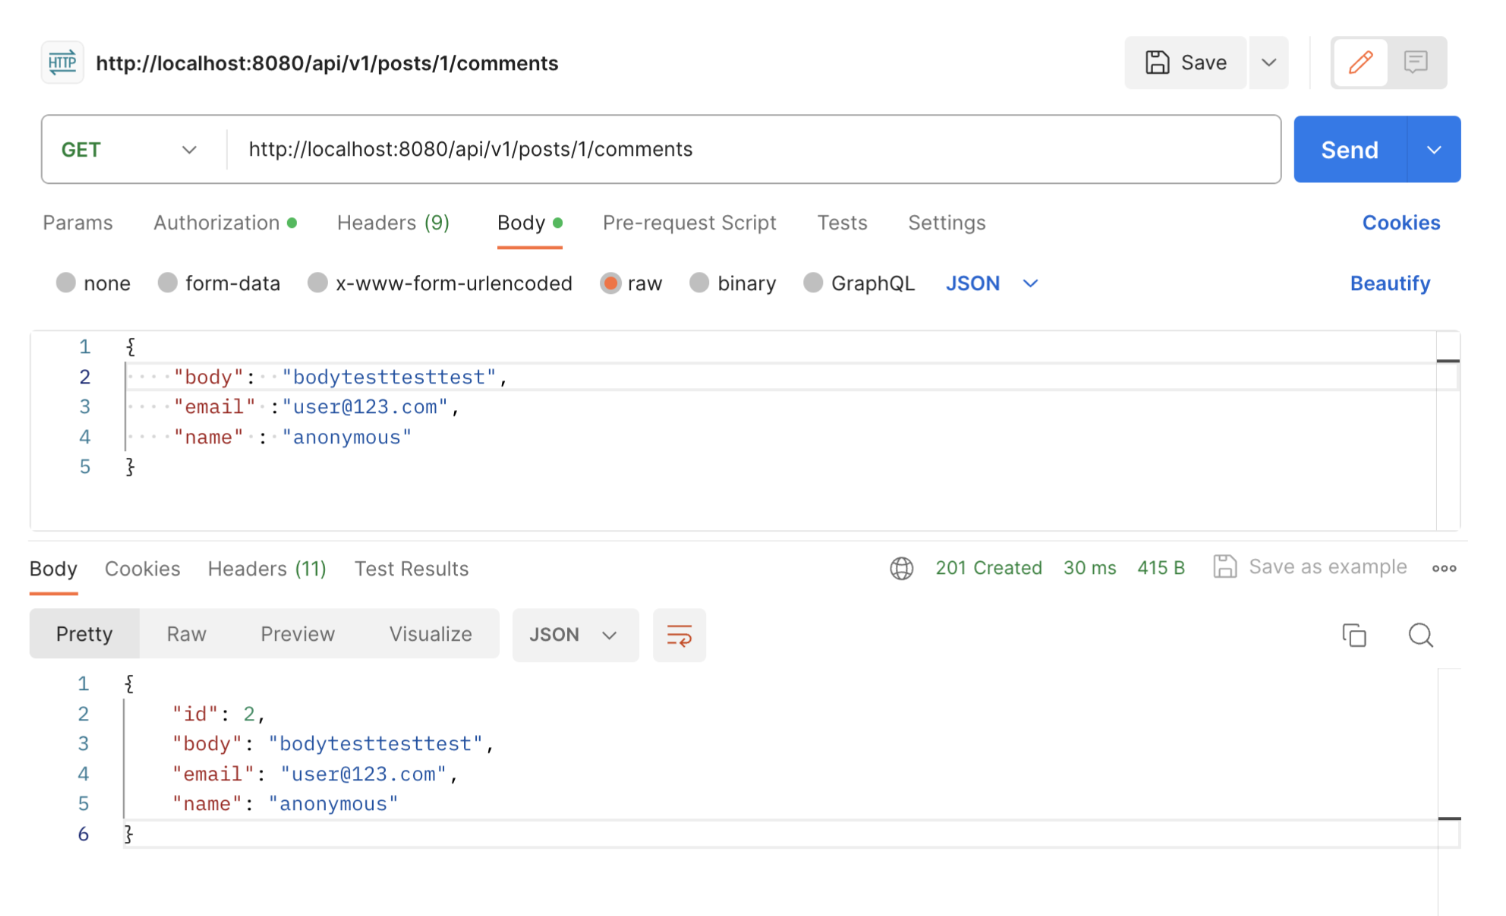 HTTP http://localhost:8080/api/v1/posts/1/comments Save
GET http://localhost:8080/api/v1/posts/1/comments Send
Params Authorization Headers (9) Body Pre-request Script Tests Settings Cookies
none form-data x-www-form-urlencoded raw binary GraphQL JSON Beautify
1 {
2 "body": "bodytesttesttest",
3 "email" :"user@123.com",
4 "name" : "anonymous"
5 }
Body Cookies Headers (11) Test Results 201 Created 30 ms 415 B Save as example
Pretty Raw Preview Visualize JSON
1 {
2 "id": 2,
3 "body": "bodytesttesttest",
4 "email": "user@123.com",
5 "name": "anonymous"
6 }